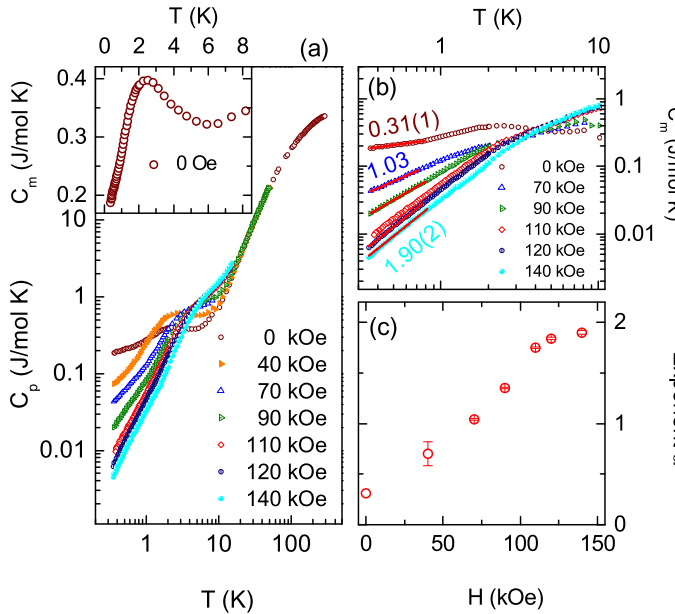 T (K)
0 2 4 6 8
(a)
0.4
0.3
0.2
C_m (J/mol K)
0 Oe
10
1
0.1
0.01
C_p (J/mol K)
0 kOe
40 kOe
70 kOe
90 kOe
110 kOe
120 kOe
140 kOe
1 10 100
T (K)
T (K)
1 10
(b)
0.31(1)
1.03
1.90(2)
0 kOe
70 kOe
90 kOe
110 kOe
120 kOe
140 kOe
1
0.1
0.01
C_m (J/mol K)
(c)
2
1
0
0 50 100 150
H (kOe)